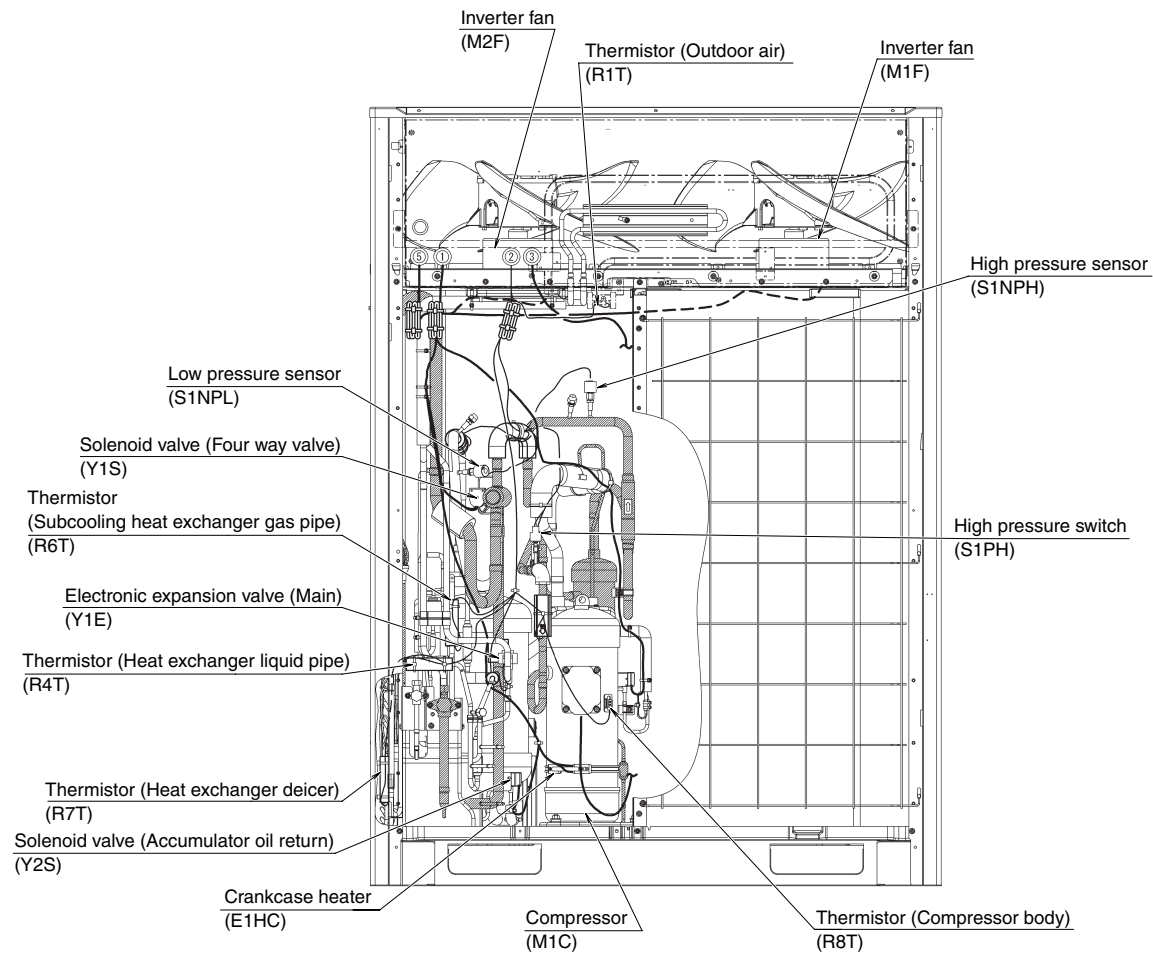 Inverter fan
(M2F)
Thermistor (Outdoor air)
(R1T)
Inverter fan
(M1F)
5 1 2 3
High pressure sensor
(S1NPH)
Low pressure sensor
(S1NPL)
Solenoid valve (Four way valve)
(Y1S)
Thermistor
(Subcooling heat exchanger gas pipe)
(R6T)
High pressure switch
(S1PH)
Electronic expansion valve (Main)
(Y1E)
Thermistor (Heat exchanger liquid pipe)
(R4T)
Thermistor (Heat exchanger deicer)
(R7T)
Solenoid valve (Accumulator oil return)
(Y2S)
Crankcase heater
(E1HC)
Compressor
(M1C)
Thermistor (Compressor body)
(R8T)